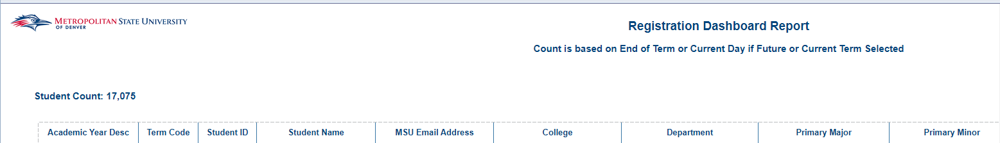 METROPOLITAN STATE UNIVERSITY
OF DENVER
Registration Dashboard Report
Count is based on End of Term or Current Day if Future or Current Term Selected
Student Count: 17,075
Academic Year Desc Term Code Student ID Student Name MSU Email Address College Department Primary Major Primary Minor